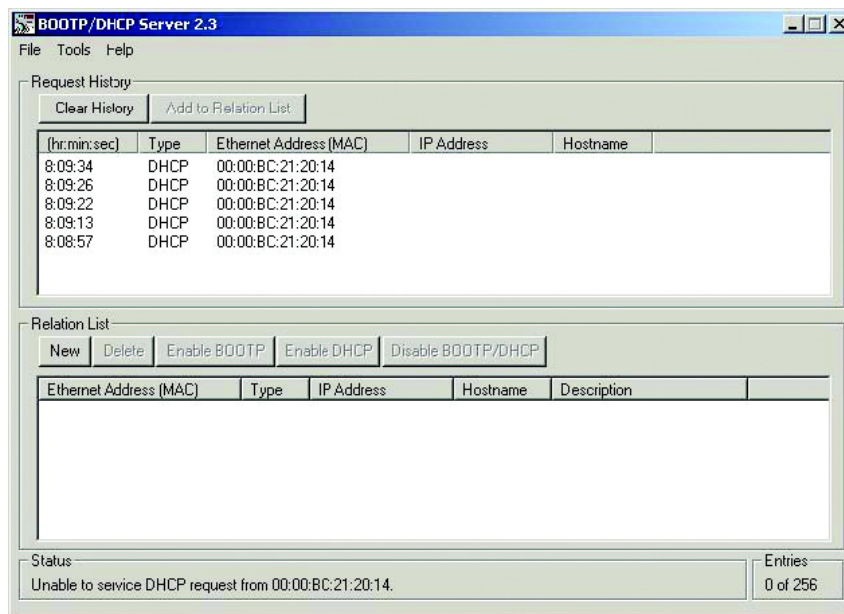 BOOTP/DHCP Server 2.3
File Tools Help
Request History
Clear History Add to Relation List
(hr:min:sec) Type Ethernet Address (MAC) IP Address Hostname
8:09:34 DHCP 00:00:BC:21:20:14
8:09:26 DHCP 00:00:BC:21:20:14
8:09:22 DHCP 00:00:BC:21:20:14
8:09:13 DHCP 00:00:BC:21:20:14
8:08:57 DHCP 00:00:BC:21:20:14
Relation List
New Delete Enable BOOTP Enable DHCP Disable BOOTP/DHCP
Ethernet Address (MAC) Type IP Address Hostname Description
Status
Unable to service DHCP request from 00:00:BC:21:20:14.
Entries
0 of 256